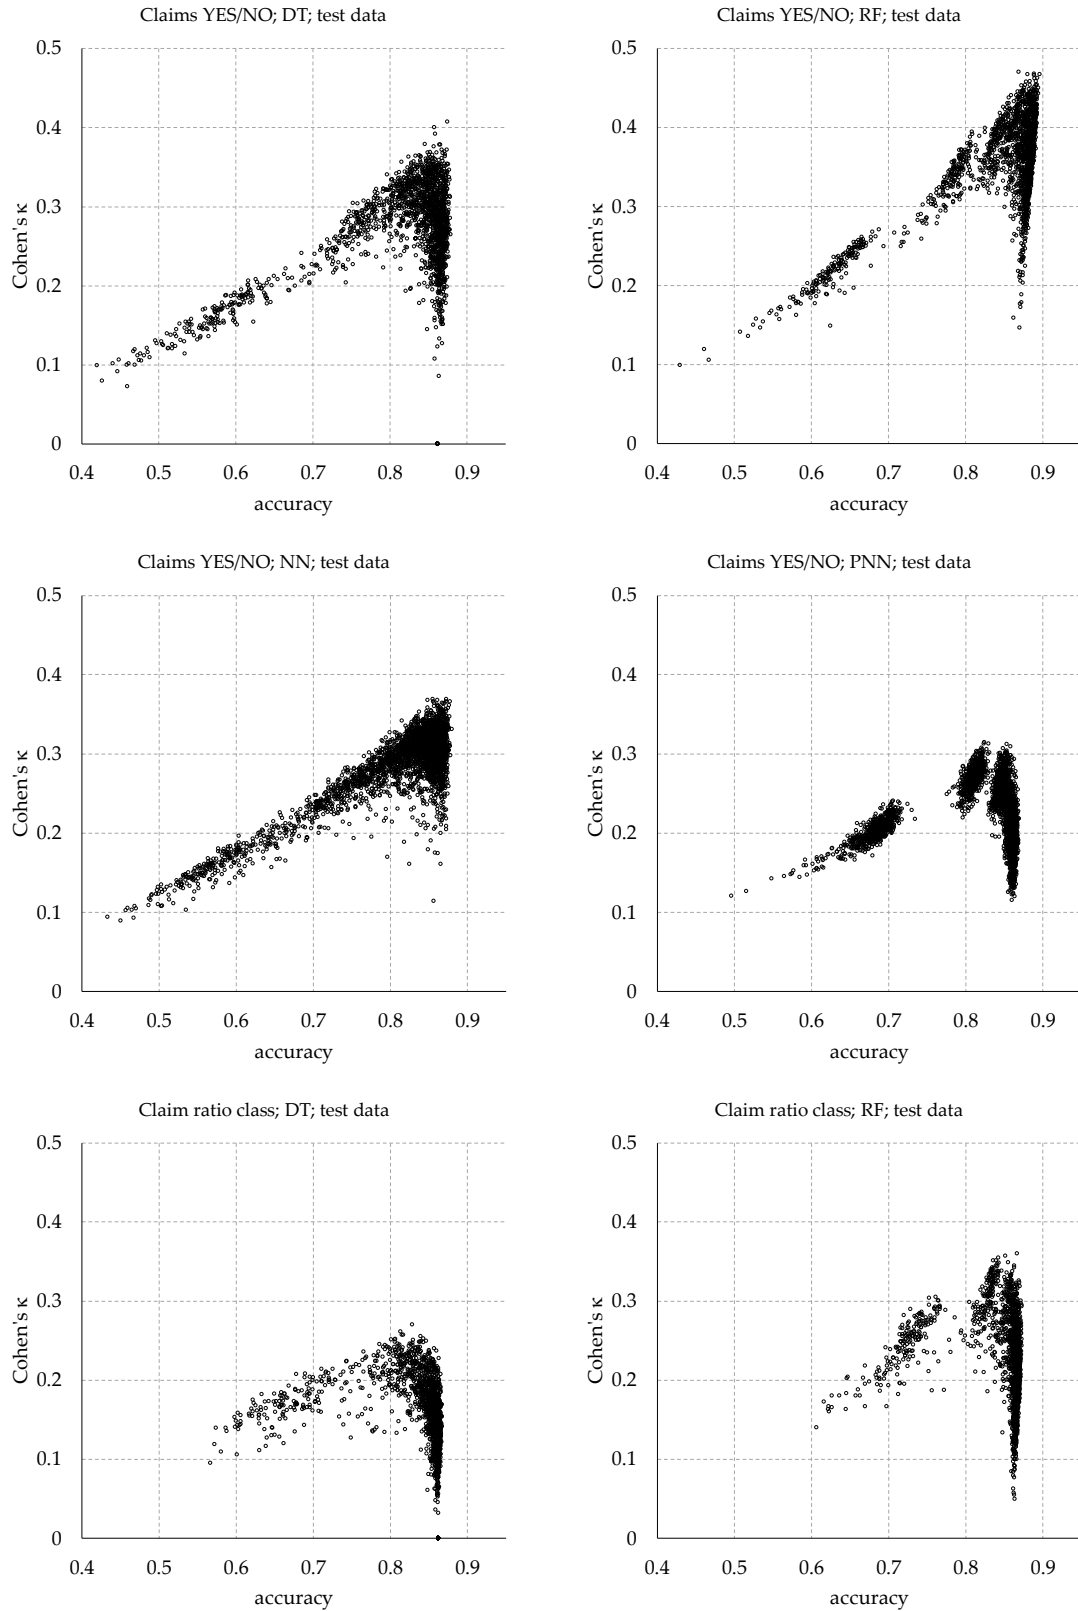 Claims YES/NO; DT; test data
0.5
0.4
0.3
0.2
0.1
0
Cohen's κ
0.4 0.5 0.6 0.7 0.8 0.9
accuracy
Claims YES/NO; RF; test data
0.5
0.4
0.3
0.2
0.1
0
Cohen's κ
0.4 0.5 0.6 0.7 0.8 0.9
accuracy
Claims YES/NO; NN; test data
0.5
0.4
0.3
0.2
0.1
0
Cohen's κ
0.4 0.5 0.6 0.7 0.8 0.9
accuracy
Claims YES/NO; PNN; test data
0.5
0.4
0.3
0.2
0.1
0
Cohen's κ
0.4 0.5 0.6 0.7 0.8 0.9
accuracy
Claim ratio class; DT; test data
0.5
0.4
0.3
0.2
0.1
0
Cohen's κ
0.4 0.5 0.6 0.7 0.8 0.9
accuracy
Claim ratio class; RF; test data
0.5
0.4
0.3
0.2
0.1
0
Cohen's κ
0.4 0.5 0.6 0.7 0.8 0.9
accuracy